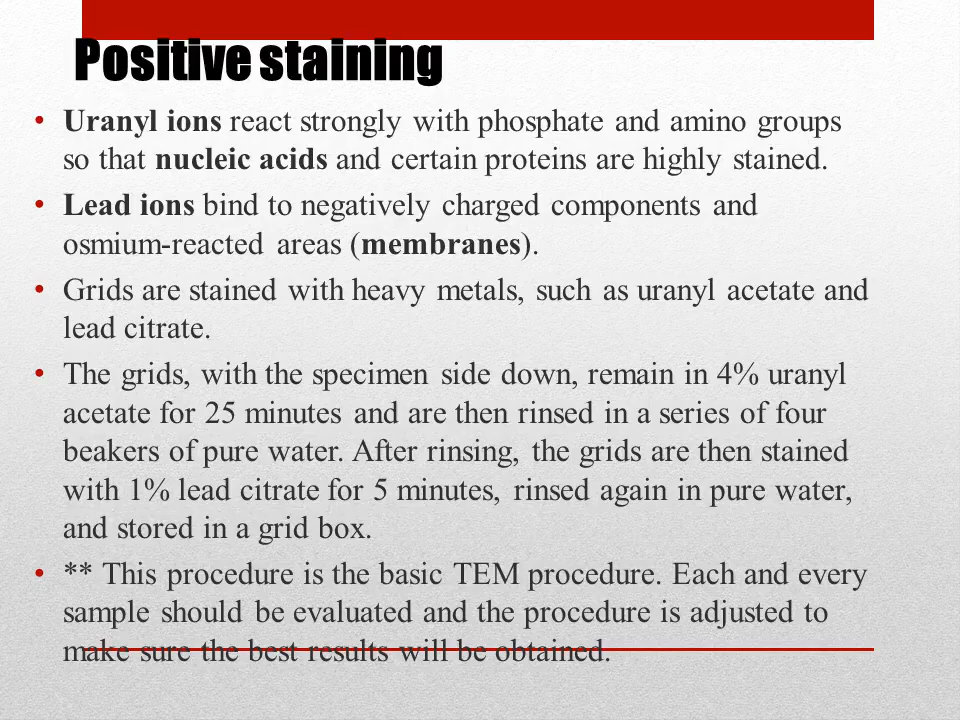 Positive staining
• Uranyl ions react strongly with phosphate and amino groups
so that nucleic acids and certain proteins are highly stained.
• Lead ions bind to negatively charged components and
osmium-reacted areas (membranes).
• Grids are stained with heavy metals, such as uranyl acetate and
lead citrate.
• The grids, with the specimen side down, remain in 4% uranyl
acetate for 25 minutes and are then rinsed in a series of four
beakers of pure water. After rinsing, the grids are then stained
with 1% lead citrate for 5 minutes, rinsed again in pure water,
and stored in a grid box.
• ** This procedure is the basic TEM procedure. Each and every
sample should be evaluated and the procedure is adjusted to
make sure the best results will be obtained.